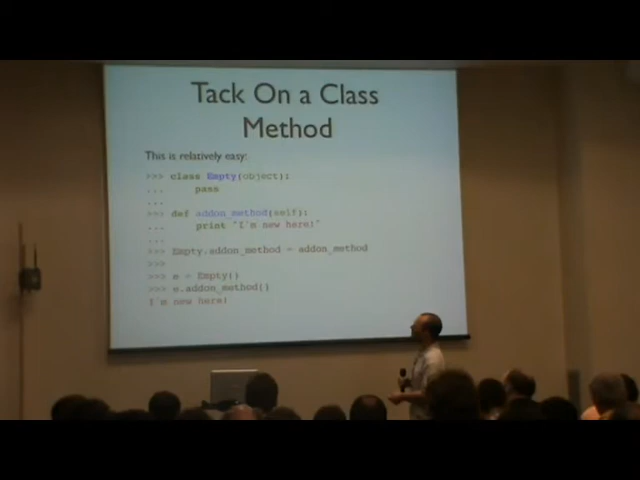 Tack On a Class
Method
This is relatively easy:
>>> class Empty(object):
...     pass
...
>>> def addon_method(self):
...     print "I'm new here!"
...
>>> Empty.addon_method = addon_method
>>>
>>> e = Empty()
>>> e.addon_method()
I'm new here!